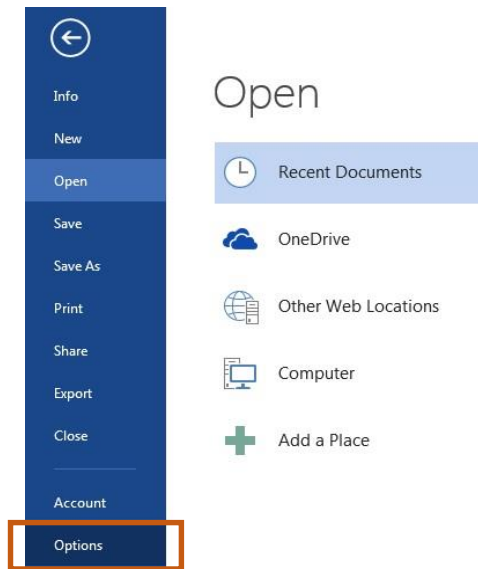 Info
New
Open
Save
Save As
Print
Share
Export
Close
Account
Options
Open
Recent Documents
OneDrive
Other Web Locations
Computer
Add a Place